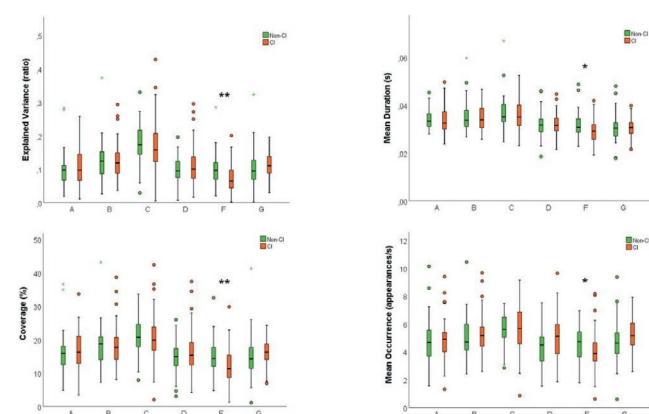 Explained Variance (ratio)
,5
,4
,3
,2
,1
,0
Non-CI
CI
**
A B C D F G
Mean Duration (s)
,06
,04
,02
,00
Non-CI
CI
*
A B C D F G
Coverage (%)
50
40
30
20
10
0
Non-CI
CI
**
A B C D F G
Mean Occurrence (appearances/s)
12
10
8
6
4
2
0
Non-CI
CI
*
A B C D F G